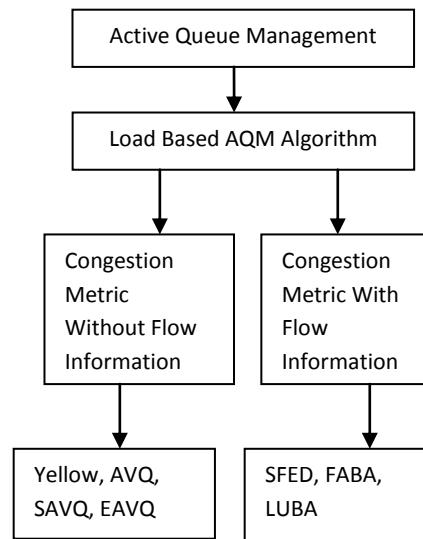 Active Queue Management
Load Based AQM Algorithm
Congestion
Metric
Without Flow
Information
Congestion
Metric With
Flow
Information
Yellow, AVQ,
SAVQ, EAVQ
SFED, FABA,
LUBA